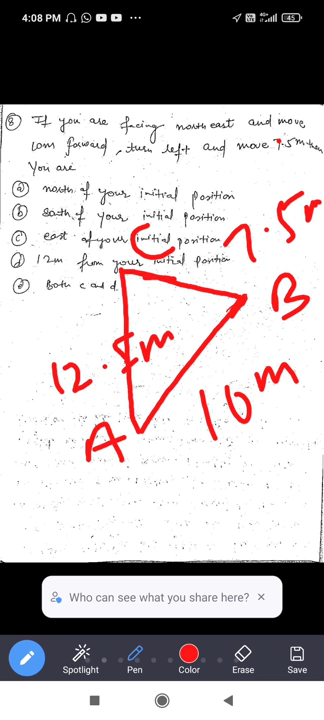 4:08 PM
45
8 If you are facing north east and move
10m forward, turn left and move 7.5m then
You are
a north of your initial position
b south of your initial position
c east of your initial position
d 12m from your initial position
e Both c and d
C 7.5
B
12.5m
10m
A
Who can see what you share here? ×
Spotlight Pen Color Erase Save